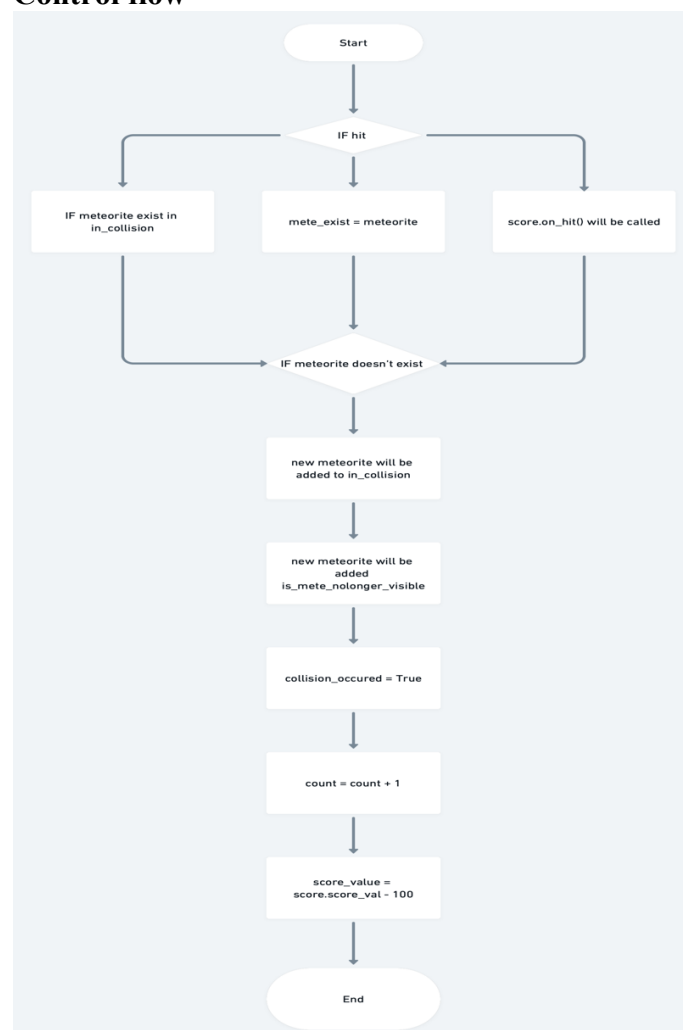 Control flow
Start
IF hit
IF meteorite exist in
in_collision
mete_exist = meteorite
score.on_hit() will be called
IF meteorite doesn't exist
new meteorite will be
added to in_collision
new meteorite will be
added
is_mete_nolonger_visible
collision_occured = True
count = count + 1
score_value =
score.score_val - 100
End